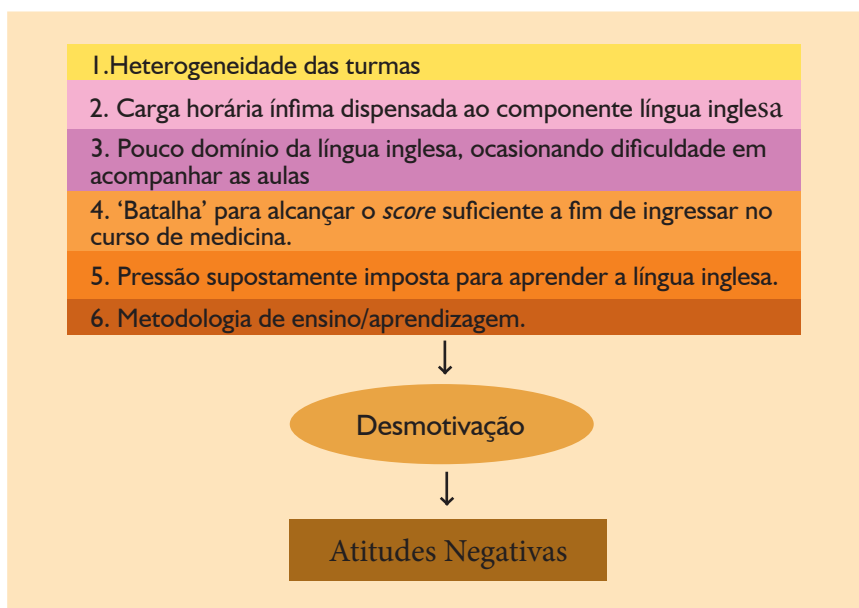 1.Heterogeneidade das turmas
2. Carga horária ínfima dispensada ao componente língua inglesa
3. Pouco domínio da língua inglesa, ocasionando dificuldade em
acompanhar as aulas
4. ‘Batalha’ para alcançar o score suficiente a fim de ingressar no
curso de medicina.
5. Pressão supostamente imposta para aprender a língua inglesa.
6. Metodologia de ensino/aprendizagem.
Desmotivação
Atitudes Negativas